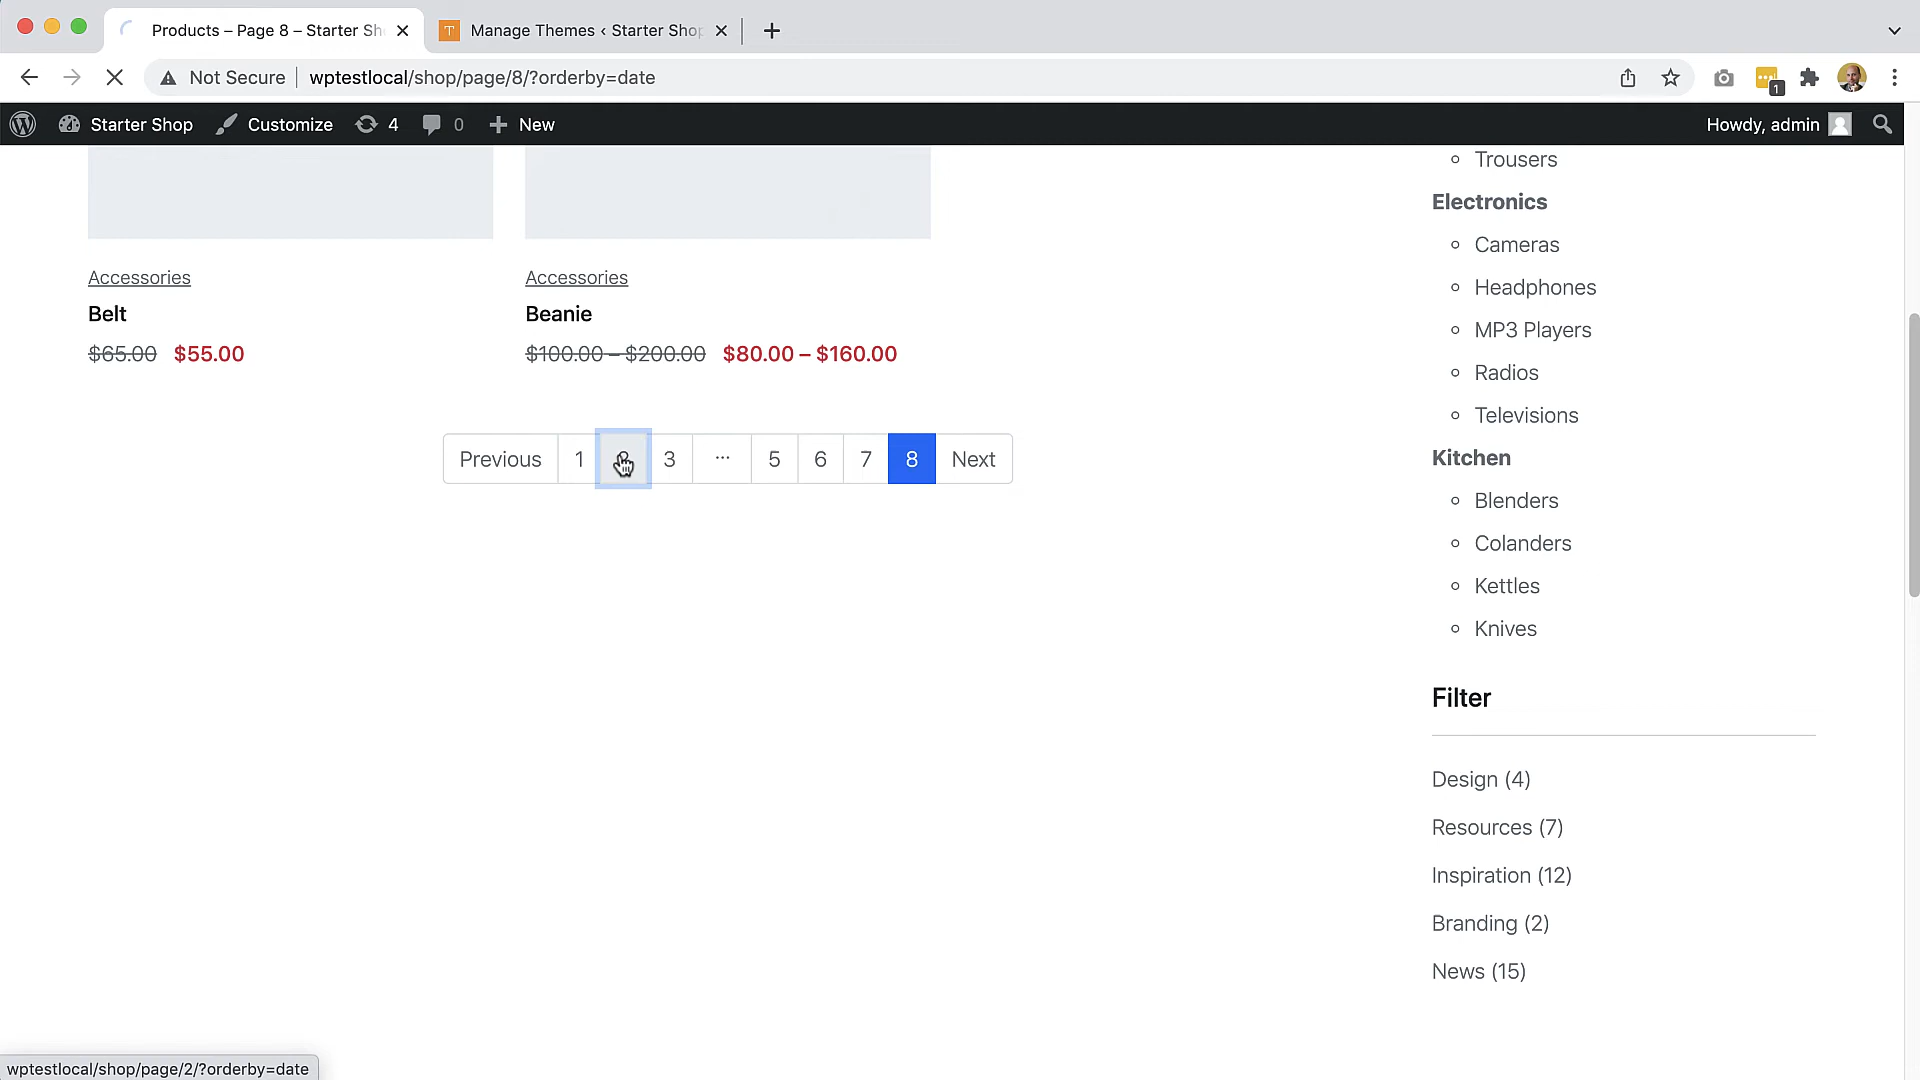 Products – Page 8 – Starter Sh
Manage Themes ‹ Starter Shop
Not Secure
wptestlocal/shop/page/8/?orderby=date
1
Starter Shop
Customize
4
0
New
Howdy, admin
Trousers
Electronics
Cameras
Headphones
MP3 Players
Radios
Televisions
Kitchen
Blenders
Colanders
Kettles
Knives
Accessories
Belt
$65.00 $55.00
Accessories
Beanie
$100.00 – $200.00 $80.00 – $160.00
Previous 1 3 ... 5 6 7 8 Next
Filter
Design (4)
Resources (7)
Inspiration (12)
Branding (2)
News (15)
wptestlocal/shop/page/2/?orderby=date